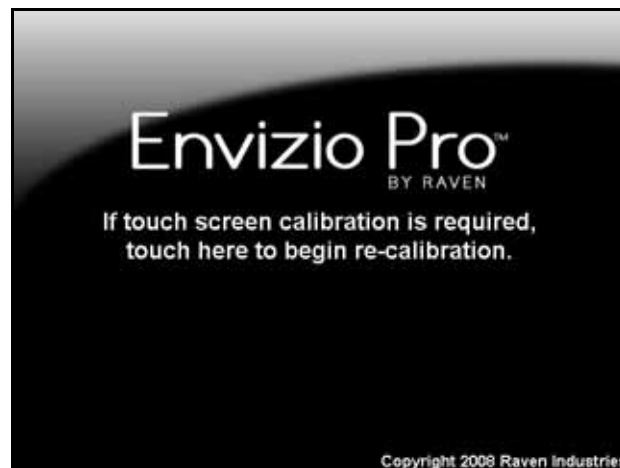 Envizio Pro™
BY RAVEN
If touch screen calibration is required,
touch here to begin re-calibration.
Copyright 2008 Raven Industries